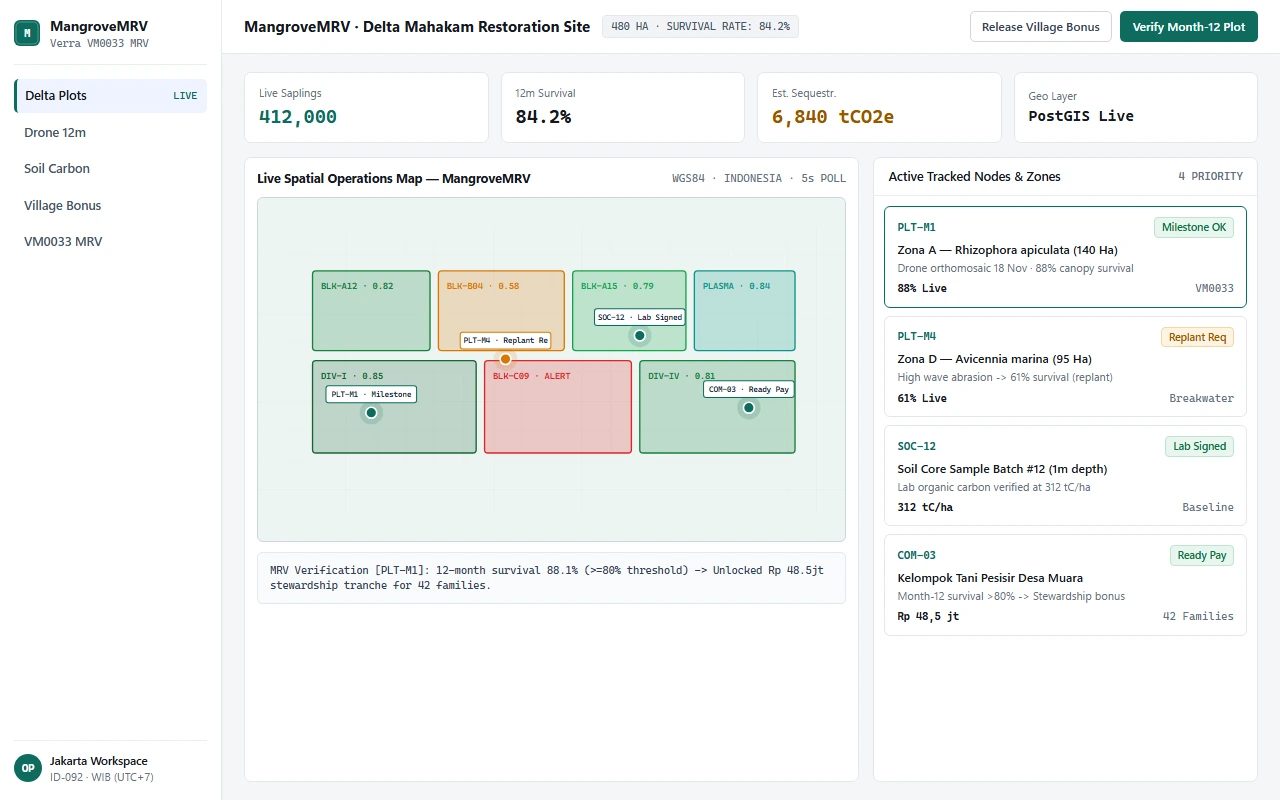 M
MangroveMRV
Verra VM0033 MRV
Delta Plots
LIVE
Drone 12m
Soil Carbon
Village Bonus
VM0033 MRV
OP
Jakarta Workspace
ID-092 · WIB (UTC+7)
MangroveMRV · Delta Mahakam Restoration Site
480 HA · SURVIVAL RATE: 84.2%
Release Village Bonus
Verify Month-12 Plot
Live Saplings
412,000
12m Survival
84.2%
Est. Sequestr.
6,840 tCO2e
Geo Layer
PostGIS Live
Live Spatial Operations Map — MangroveMRV
WGS84 · INDONESIA · 5s POLL
BLK-A12 · 0.82
BLK-B04 · 0.58
BLK-A15 · 0.79
PLASMA · 0.84
SOC-12 · Lab Signed
PLT-M4 · Replant Re
DIV-I · 0.85
BLK-C09 · ALERT
DIV-IV · 0.81
PLT-M1 · Milestone
COM-03 · Ready Pay
MRV Verification [PLT-M1]: 12-month survival 88.1% (>=80% threshold) -> Unlocked Rp 48.5jt
stewardship tranche for 42 families.
Active Tracked Nodes & Zones
4 PRIORITY
PLT-M1
Milestone OK
Zona A — Rhizophora apiculata (140 Ha)
Drone orthomosaic 18 Nov · 88% canopy survival
88% Live
VM0033
PLT-M4
Replant Req
Zona D — Avicennia marina (95 Ha)
High wave abrasion -> 61% survival (replant)
61% Live
Breakwater
SOC-12
Lab Signed
Soil Core Sample Batch #12 (1m depth)
Lab organic carbon verified at 312 tC/ha
312 tC/ha
Baseline
COM-03
Ready Pay
Kelompok Tani Pesisir Desa Muara
Month-12 survival >80% -> Stewardship bonus
Rp 48,5 jt
42 Families